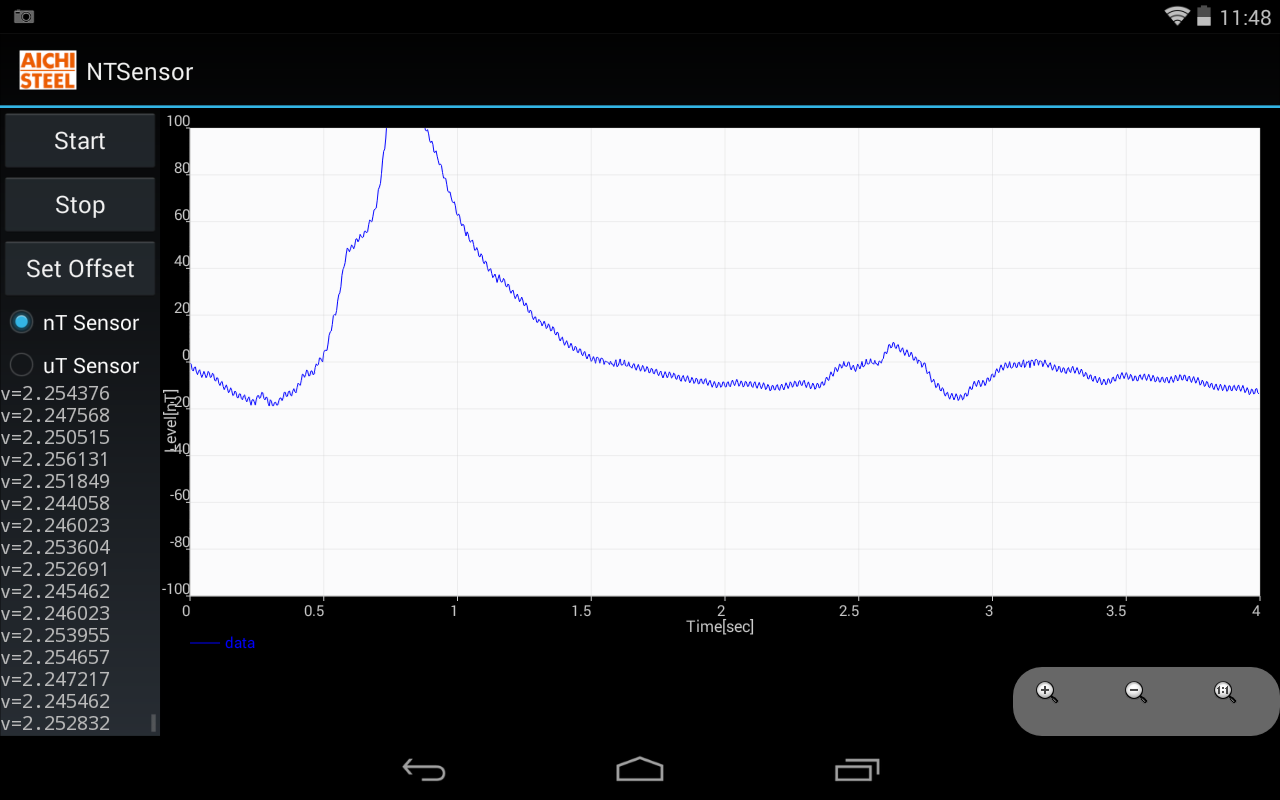 11:48
AICHI
STEEL
NTSensor
Start
Stop
Set Offset
nT Sensor
uT Sensor
v=2.254376
v=2.247568
v=2.250515
v=2.256131
v=2.251849
v=2.244058
v=2.246023
v=2.253604
v=2.252691
v=2.245462
v=2.246023
v=2.253955
v=2.254657
v=2.247217
v=2.245462
v=2.252832
100
80
60
40
20
0
-20
-40
-60
-80
-100
Level[nT]
0 0.5 1 1.5 2 2.5 3 3.5 4
Time[sec]
data
1:1